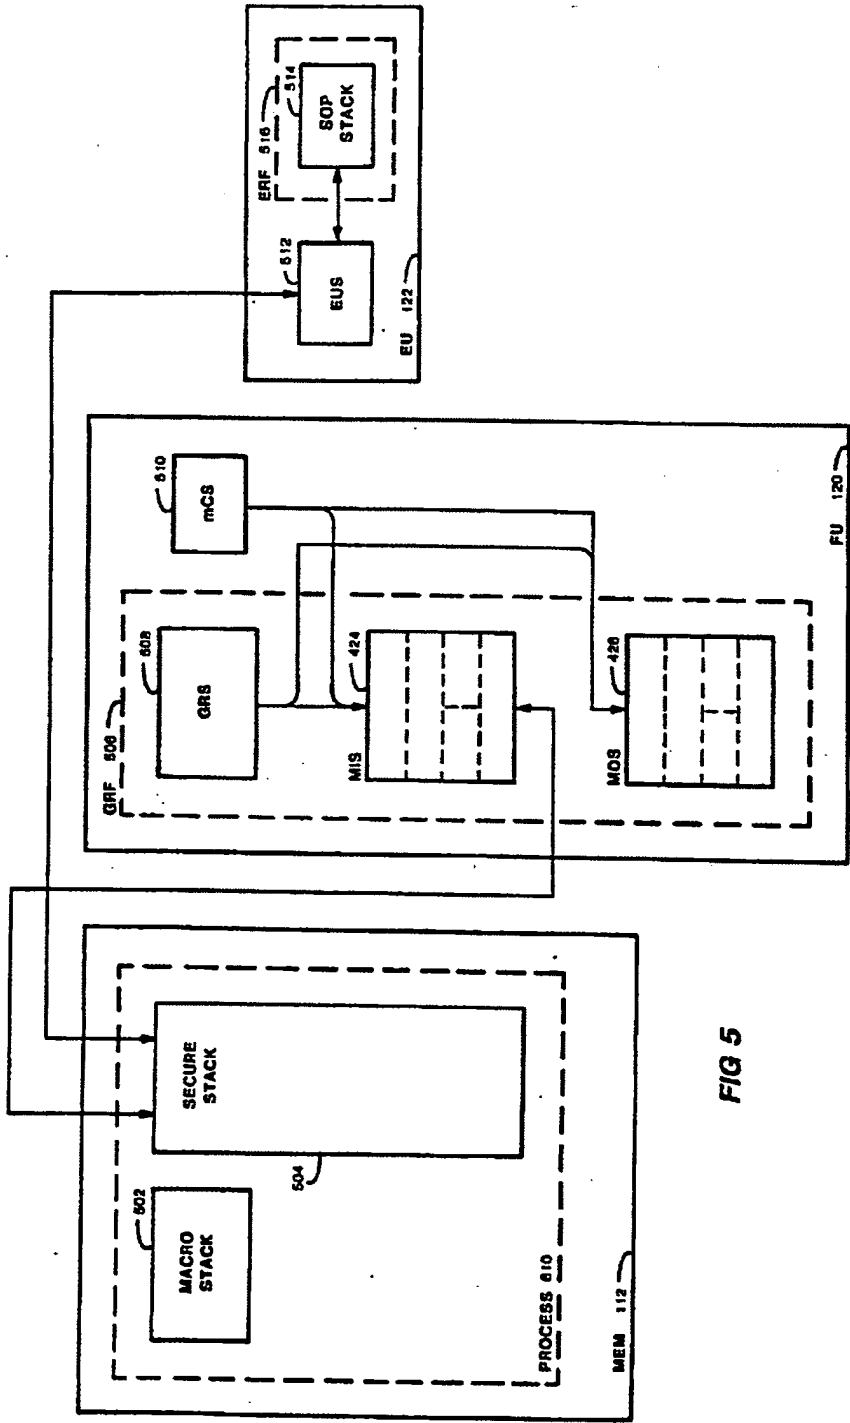 MACRO
STACK
502
SECURE
STACK
504
PROCESS 610
MEM 112
GRF 506
GRS
508
mCS
510
MIS
424
MOS
426
FU 120
ERF 516
EUS
512
SOP
STACK
514
EU 122
FIG 5